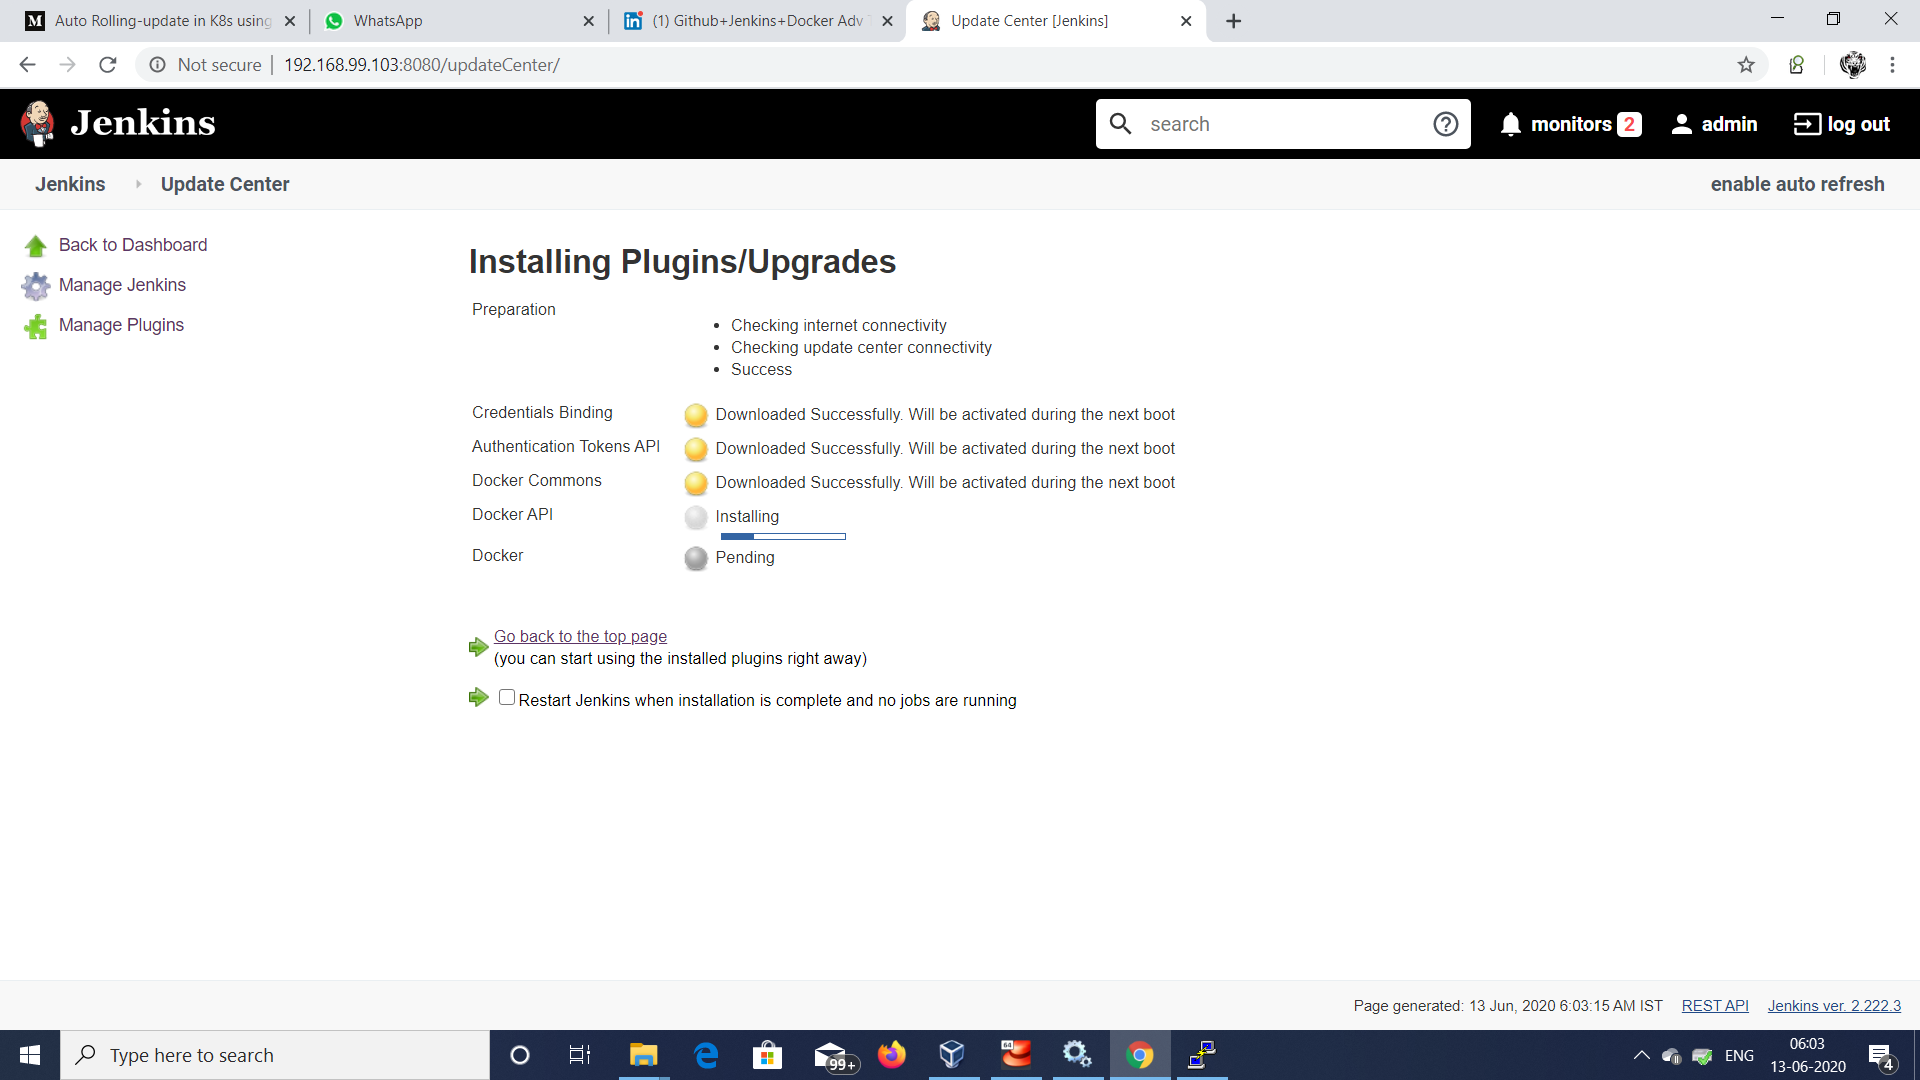 Auto Rolling-update in K8s using
WhatsApp
(1) Github+Jenkins+Docker Adv T
Update Center [Jenkins]
Not secure
192.168.99.103:8080/updateCenter/
Jenkins
search
monitors 2
admin
log out
Jenkins
Update Center
enable auto refresh
Back to Dashboard
Manage Jenkins
Manage Plugins
Installing Plugins/Upgrades
Preparation
• Checking internet connectivity
• Checking update center connectivity
• Success
Credentials Binding Downloaded Successfully. Will be activated during the next boot
Authentication Tokens API Downloaded Successfully. Will be activated during the next boot
Docker Commons Downloaded Successfully. Will be activated during the next boot
Docker API Installing
Docker Pending
Go back to the top page
(you can start using the installed plugins right away)
Restart Jenkins when installation is complete and no jobs are running
Page generated: 13 Jun, 2020 6:03:15 AM IST
REST API
Jenkins ver. 2.222.3
Type here to search
99+
64
ENG
06:03
13-06-2020
4